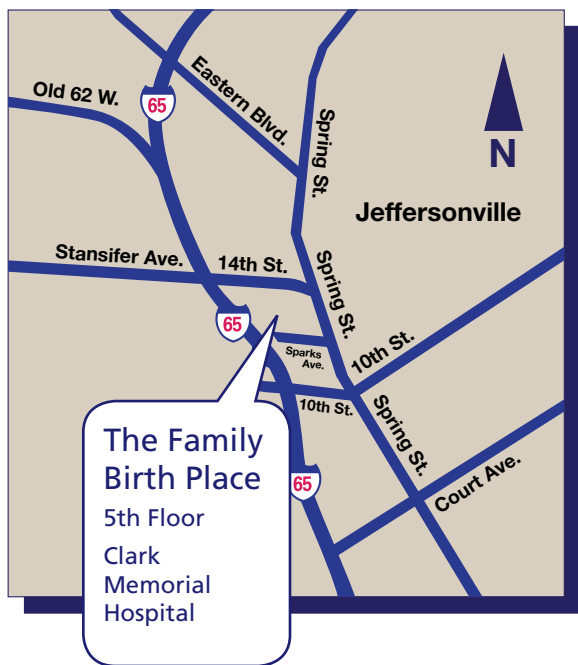 Old 62 W.
65
Eastern Blvd.
Spring St.
N
Jeffersonville
Stansifer Ave.
14th St.
Spring St.
65
Sparks
Ave.
10th St.
10th St.
Spring St.
Court Ave.
65
The Family
Birth Place
5th Floor
Clark
Memorial
Hospital